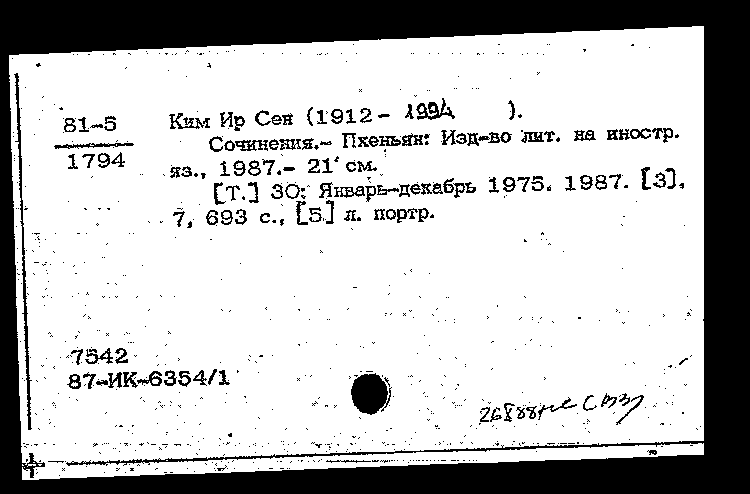 81-5
1794
Ким Ир Сен (1912 - 1994 ).
Сочинения.- Пхеньян: Изд-во лит. на иностр.
яз., 1987.- 21 см.
[Т.] 30: Январь-декабрь 1975. 1987. [3],
7, 693 с., [5] л. портр.
7542
87-ИК-6354/1